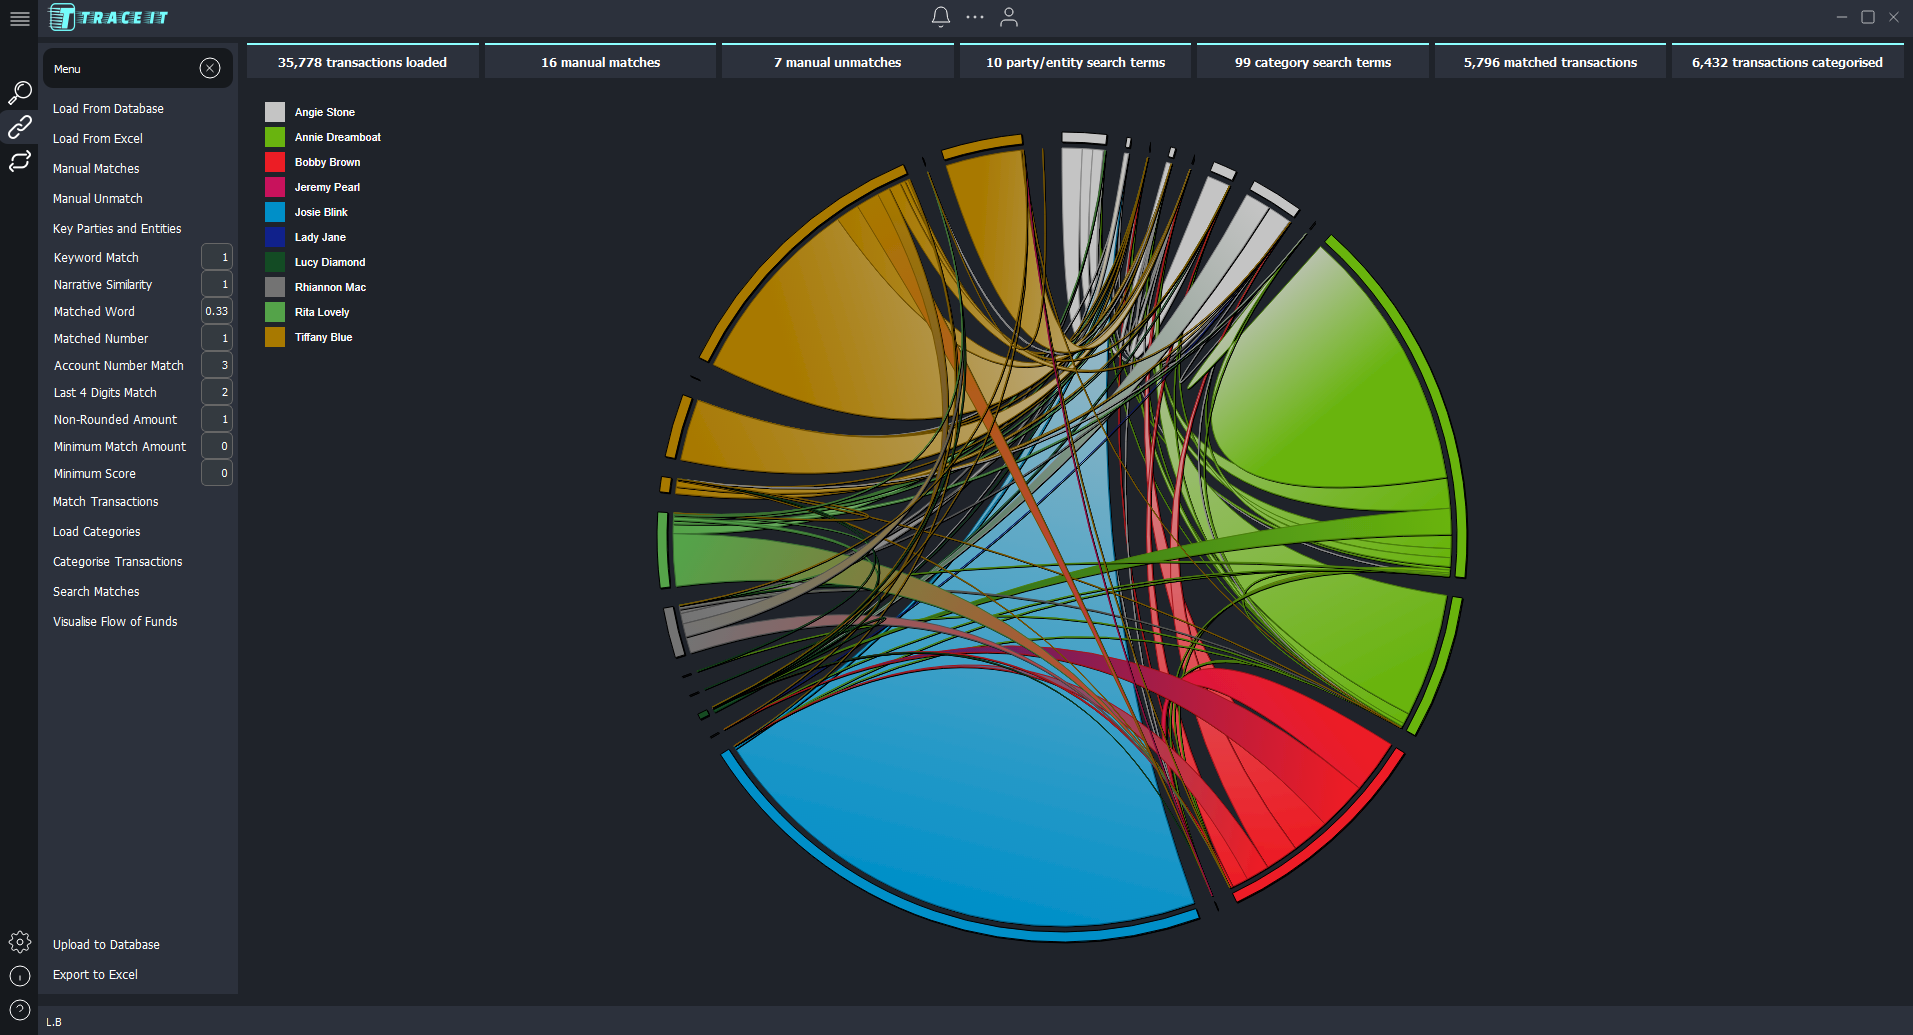 TRACE IT
35,778 transactions loaded
16 manual matches
7 manual unmatches
10 party/entity search terms
99 category search terms
5,796 matched transactions
6,432 transactions categorised
Menu
Load From Database
Load From Excel
Manual Matches
Manual Unmatch
Key Parties and Entities
Keyword Match 1
Narrative Similarity 1
Matched Word 0.33
Matched Number 1
Account Number Match 3
Last 4 Digits Match 2
Non-Rounded Amount 1
Minimum Match Amount 0
Minimum Score 0
Match Transactions
Load Categories
Categorise Transactions
Search Matches
Visualise Flow of Funds
Upload to Database
Export to Excel
Angie Stone
Annie Dreamboat
Bobby Brown
Jeremy Pearl
Josie Blink
Lady Jane
Lucy Diamond
Rhiannon Mac
Rita Lovely
Tiffany Blue
L.B